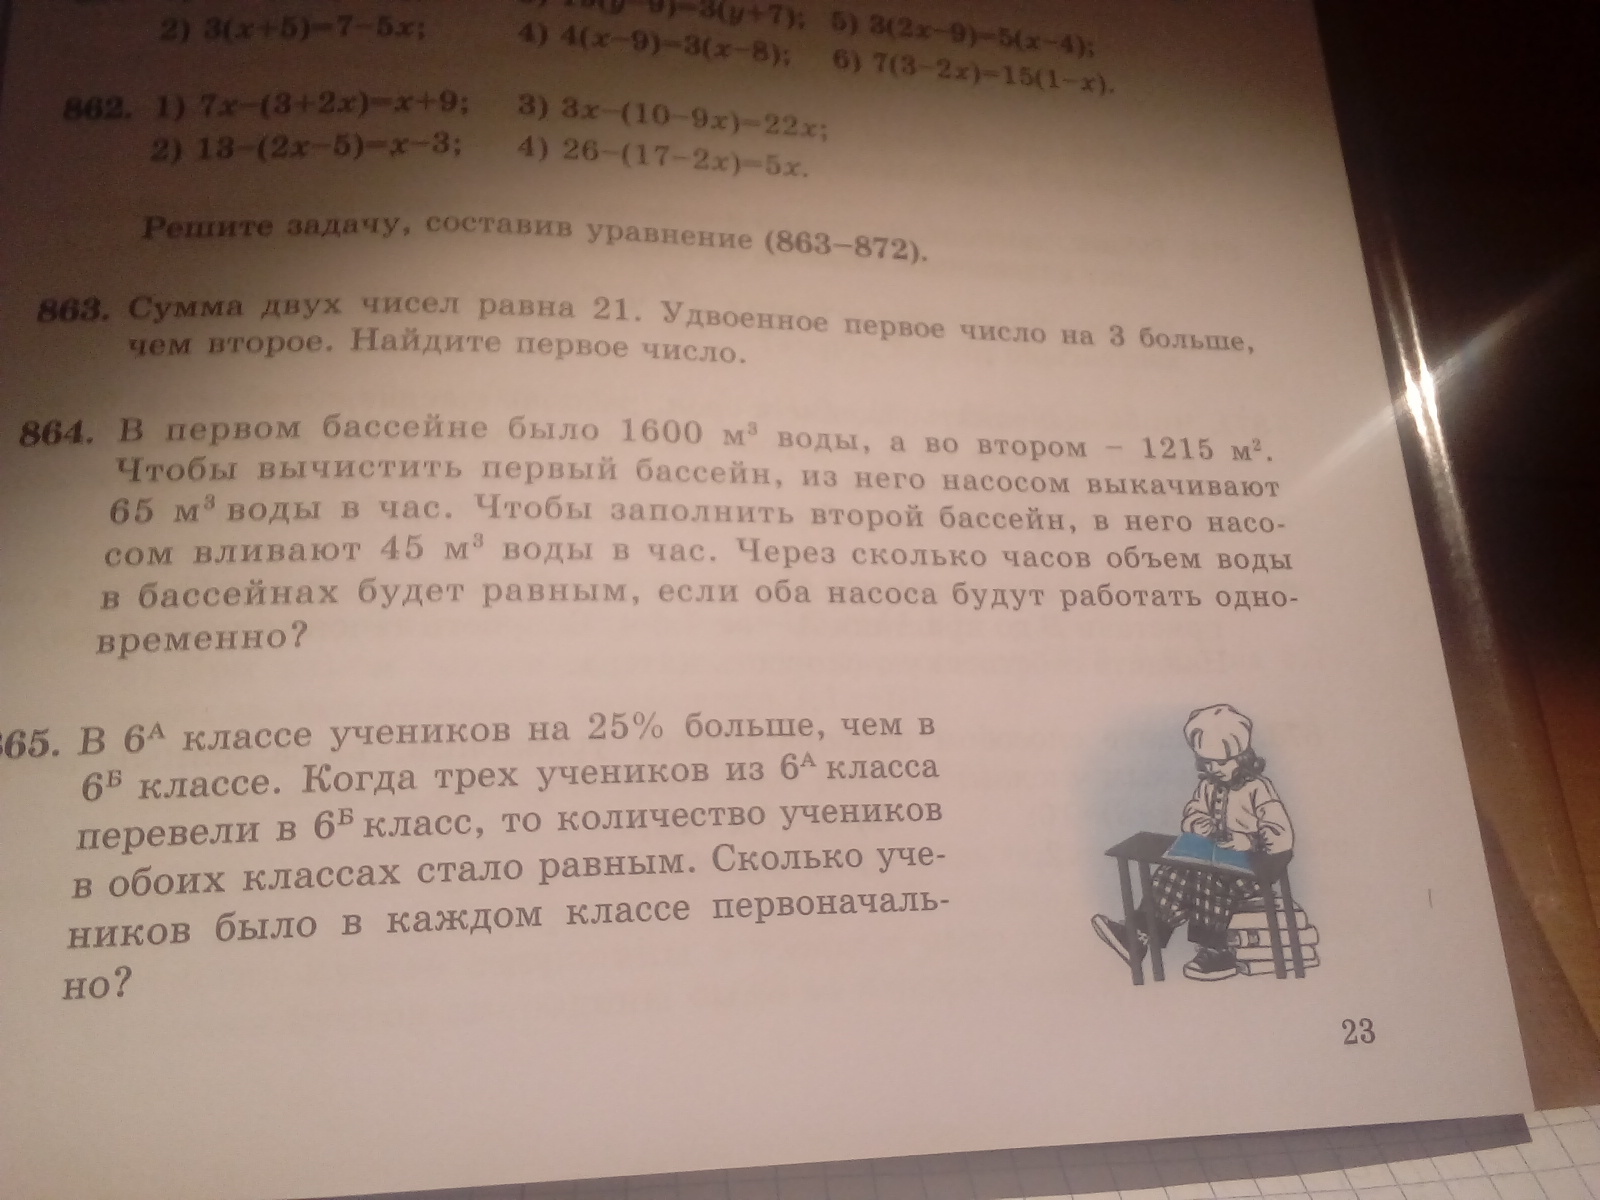 (y−9)=3(y+7); 5) 3(2x−9)=5(x−4);
2) 3(x+5)=7−5x; 4) 4(x−9)=3(x−8); 6) 7(3−2x)=15(1−x).
862. 1) 7x−(3+2x)=x+9; 3) 3x−(10−9x)=22x;
2) 13−(2x−5)=x−3; 4) 26−(17−2x)=5x.
Решите задачу, составив уравнение (863−872).
863. Сумма двух чисел равна 21. Удвоенное первое число на 3 больше,
чем второе. Найдите первое число.
864. В первом бассейне было 1600 м³ воды, а во втором – 1215 м².
Чтобы вычистить первый бассейн, из него насосом выкачивают
65 м³ воды в час. Чтобы заполнить второй бассейн, в него насо-
сом вливают 45 м³ воды в час. Через сколько часов объем воды
в бассейнах будет равным, если оба насоса будут работать одно-
временно?
65. В 6ᴬ классе учеников на 25% больше, чем в
6ᴮ классе. Когда трех учеников из 6ᴬ класса
перевели в 6ᴮ класс, то количество учеников
в обоих классах стало равным. Сколько уче-
ников было в каждом классе первоначаль-
но?
23